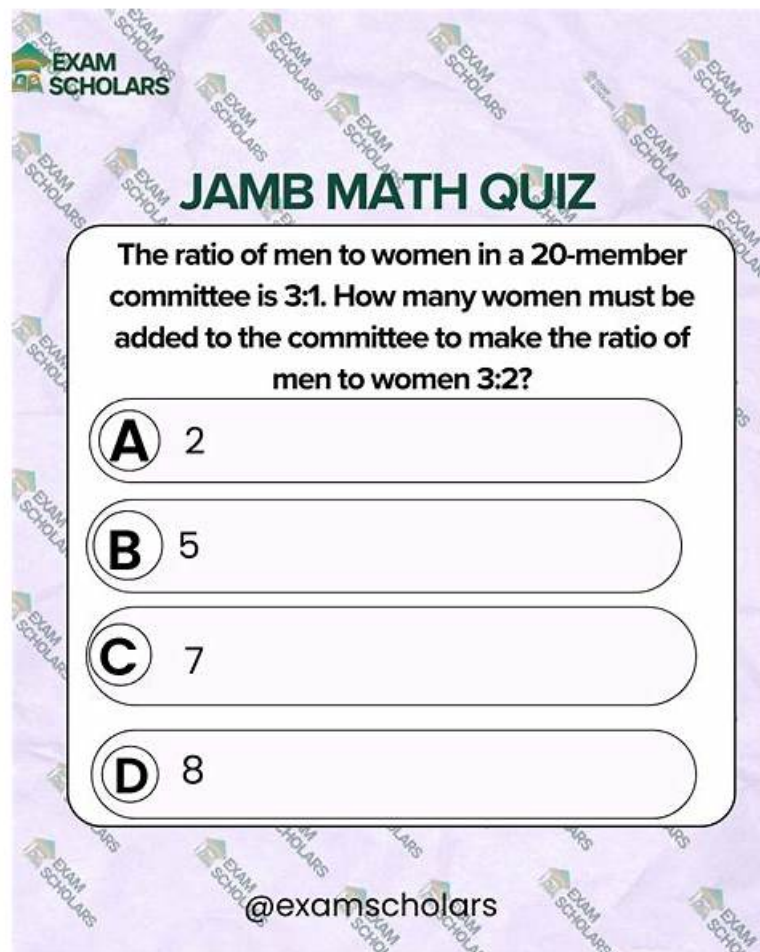 EXAM
SCHOLARS
JAMB MATH QUIZ
The ratio of men to women in a 20-member
committee is 3:1. How many women must be
added to the committee to make the ratio of
men to women 3:2?
A 2
B 5
C 7
D 8
@examscholars